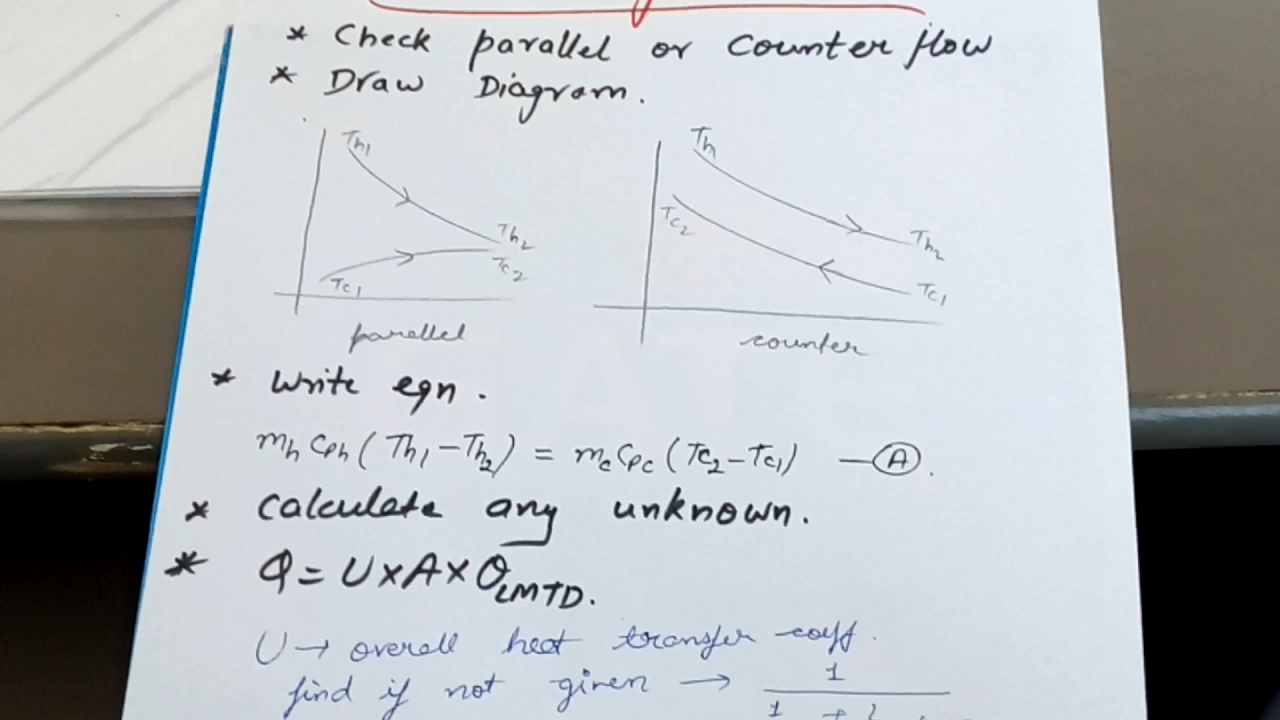 * Check parallel or Counter flow
* Draw Diagram.
Th1
Th2
Tc2
Tc1
parallel
Th1
Tc2
Th2
Tc1
counter
* Write eqn.
mh Cph (Th1 - Th2) = mc Cpc (Tc2 - Tc1) — A.
* Calculate any unknown.
* Q = U x A x θLMTD.
U → overall heat transfer coeff.
find if not given → 1
1 +